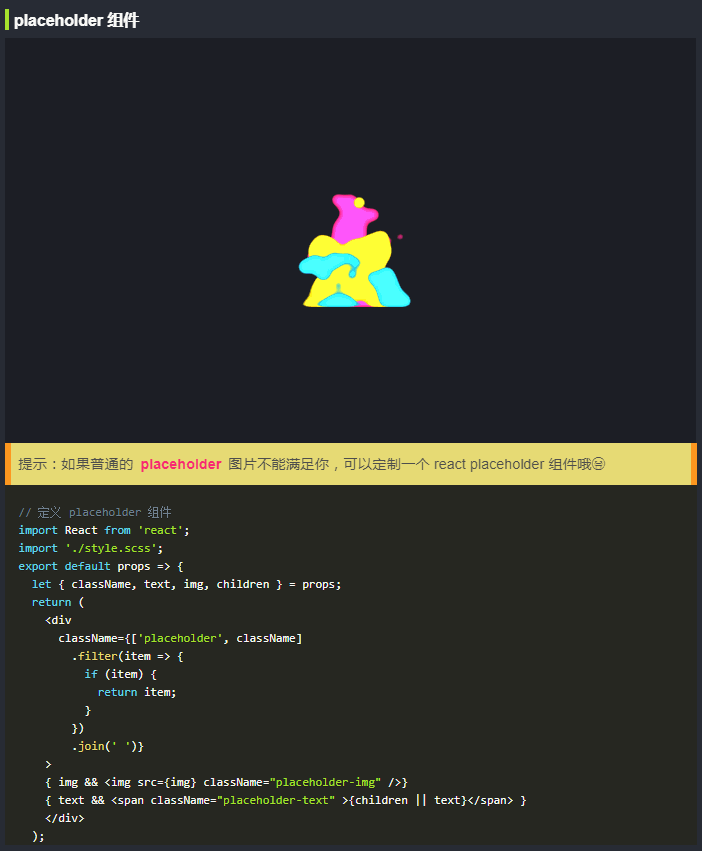 placeholder 组件
提示：如果普通的 placeholder 图片不能满足你，可以定制一个 react placeholder 组件哦😒
// 定义 placeholder 组件
import React from 'react';
import './style.scss';
export default props => {
  let { className, text, img, children } = props;
  return (
    <div
      className={['placeholder', className]
        .filter(item => {
          if (item) {
            return item;
          }
        })
        .join(' ')}
    >
    { img && <img src={img} className="placeholder-img" />}
    { text && <span className="placeholder-text" >{children || text}</span> }
    </div>
  );